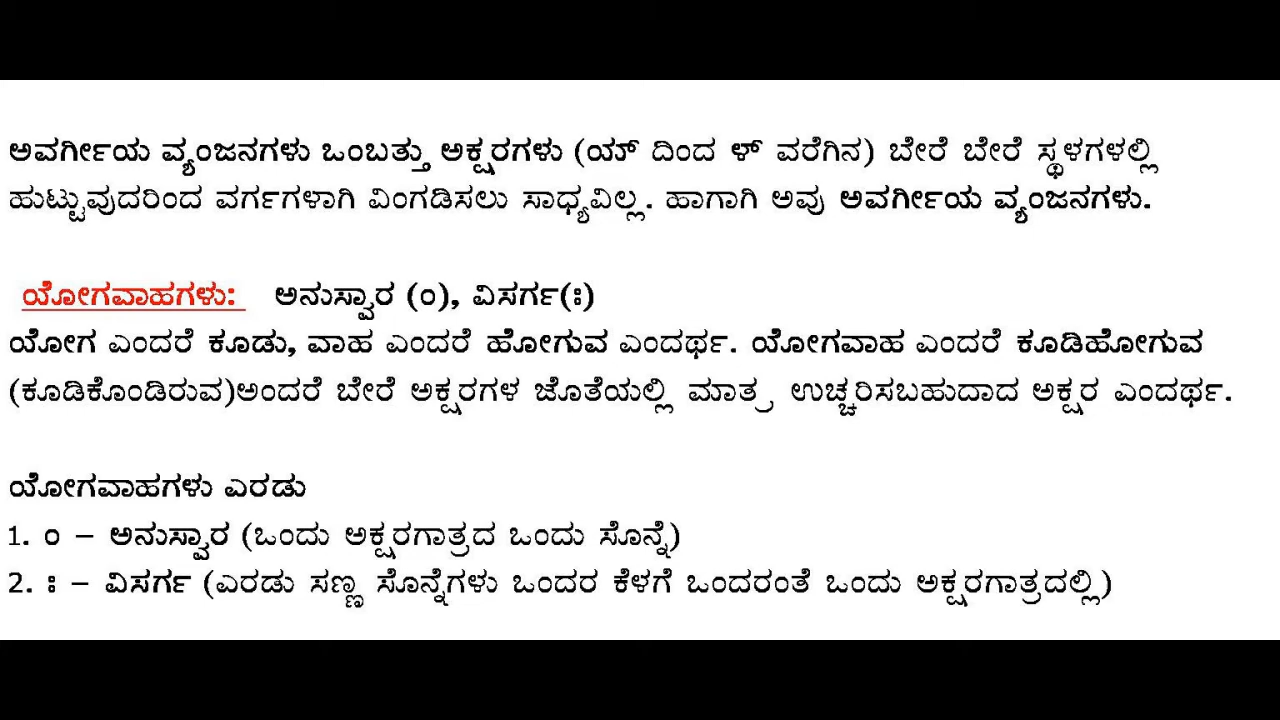 ಅವರ್ಗೀಯ ವ್ಯಂಜನಗಳು ಒಂಬತ್ತು ಅಕ್ಷರಗಳು (ಯ್ ದಿಂದ ಳ್ ವರೆಗಿನ) ಬೇರೆ ಬೇರೆ ಸ್ಥಳಗಳಲ್ಲಿ
ಹುಟ್ಟುವುದರಿಂದ ವರ್ಗಗಳಾಗಿ ವಿಂಗಡಿಸಲು ಸಾಧ್ಯವಿಲ್ಲ. ಹಾಗಾಗಿ ಅವು ಅವರ್ಗೀಯ ವ್ಯಂಜನಗಳು.
ಯೋಗವಾಹಗಳು: ಅನುಸ್ವಾರ (ಂ), ವಿಸರ್ಗ(ಃ)
ಯೋಗ ಎಂದರೆ ಕೂಡು, ವಾಹ ಎಂದರೆ ಹೋಗುವ ಎಂದರ್ಥ. ಯೋಗವಾಹ ಎಂದರೆ ಕೂಡಿಹೋಗುವ
(ಕೂಡಿಕೊಂಡಿರುವ)ಅಂದರೆ ಬೇರೆ ಅಕ್ಷರಗಳ ಜೊತೆಯಲ್ಲಿ ಮಾತ್ರ ಉಚ್ಚರಿಸಬಹುದಾದ ಅಕ್ಷರ ಎಂದರ್ಥ.
ಯೋಗವಾಹಗಳು ಎರಡು
1. ಂ – ಅನುಸ್ವಾರ (ಒಂದು ಅಕ್ಷರಗಾತ್ರದ ಒಂದು ಸೊನ್ನೆ)
2. ಃ – ವಿಸರ್ಗ (ಎರಡು ಸಣ್ಣ ಸೊನ್ನೆಗಳು ಒಂದರ ಕೆಳಗೆ ಒಂದರಂತೆ ಒಂದು ಅಕ್ಷರಗಾತ್ರದಲ್ಲಿ)